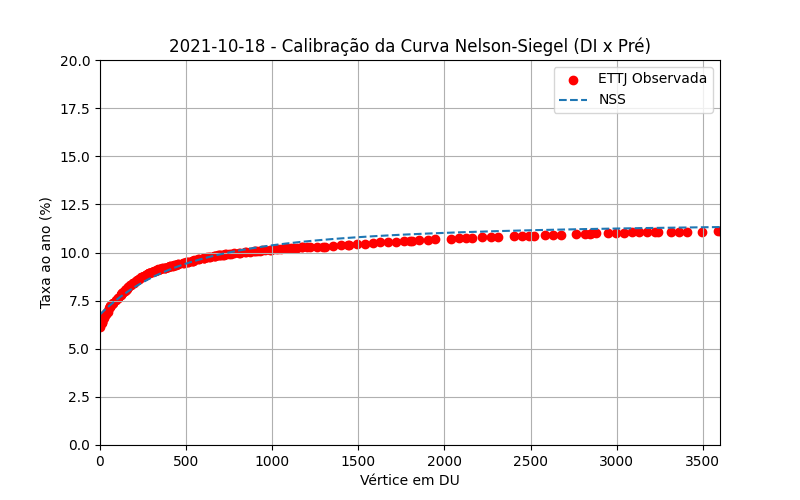 2021-10-18 - Calibração da Curva Nelson-Siegel (DI x Pré)
ETTJ Observada
NSS
Taxa ao ano (%)
20.0
17.5
15.0
12.5
10.0
7.5
5.0
2.5
0.0
0 500 1000 1500 2000 2500 3000 3500
Vértice em DU